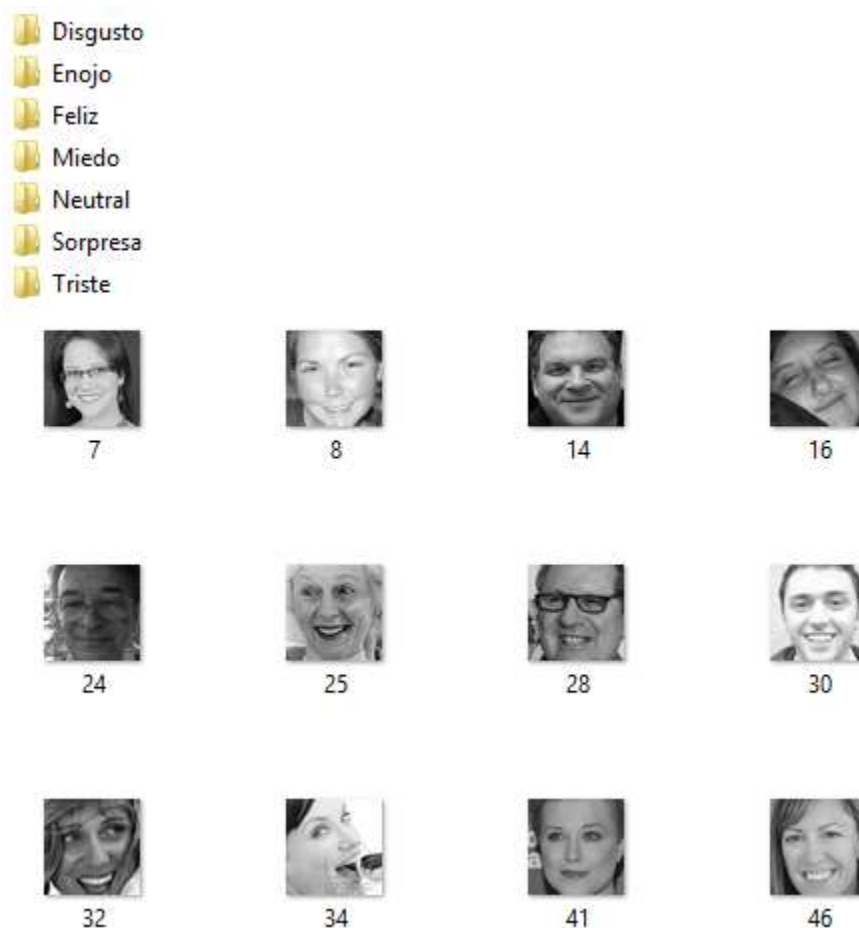 Disgusto
Enojo
Feliz
Miedo
Neutral
Sorpresa
Triste
7 8 14 16
24 25 28 30
32 34 41 46